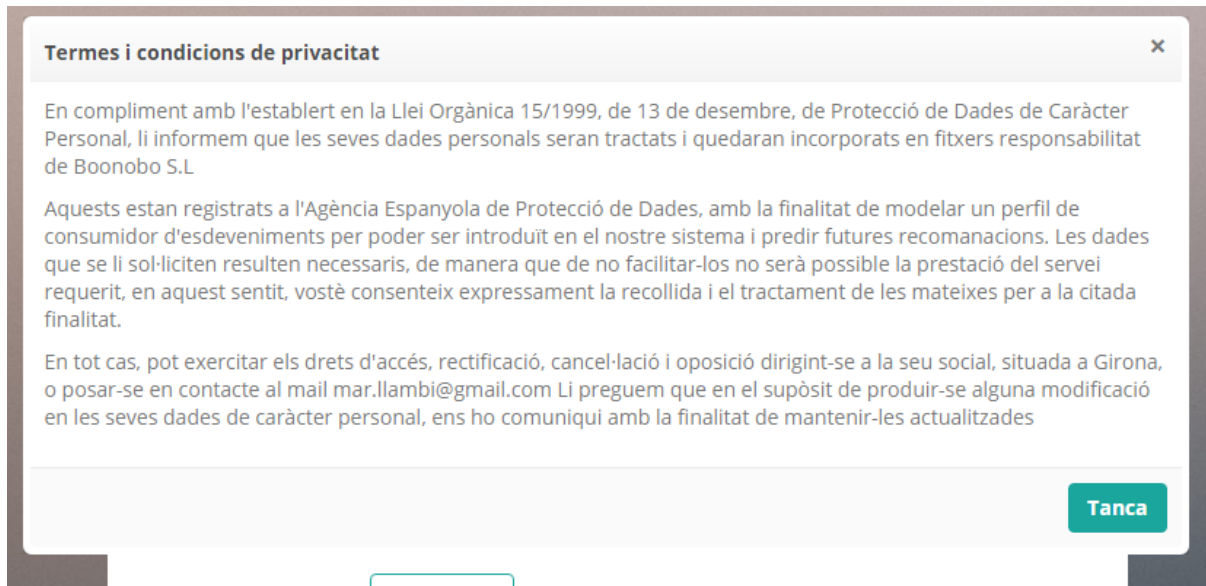 Termes i condicions de privacitat
×
En compliment amb l'establert en la Llei Orgànica 15/1999, de 13 de desembre, de Protecció de Dades de Caràcter
Personal, li informem que les seves dades personals seran tractats i quedaran incorporats en fitxers responsabilitat
de Boonobo S.L
Aquests estan registrats a l'Agència Espanyola de Protecció de Dades, amb la finalitat de modelar un perfil de
consumidor d'esdeveniments per poder ser introduït en el nostre sistema i predir futures recomanacions. Les dades
que se li sol·liciten resulten necessaris, de manera que de no facilitar-los no serà possible la prestació del servei
requerit, en aquest sentit, vostè consenteix expressament la recollida i el tractament de les mateixes per a la citada
finalitat.
En tot cas, pot exercitar els drets d'accés, rectificació, cancel·lació i oposició dirigint-se a la seu social, situada a Girona,
o posar-se en contacte al mail mar.llambi@gmail.com Li preguem que en el supòsit de produir-se alguna modificació
en les seves dades de caràcter personal, ens ho comuniqui amb la finalitat de mantenir-les actualitzades
Tanca